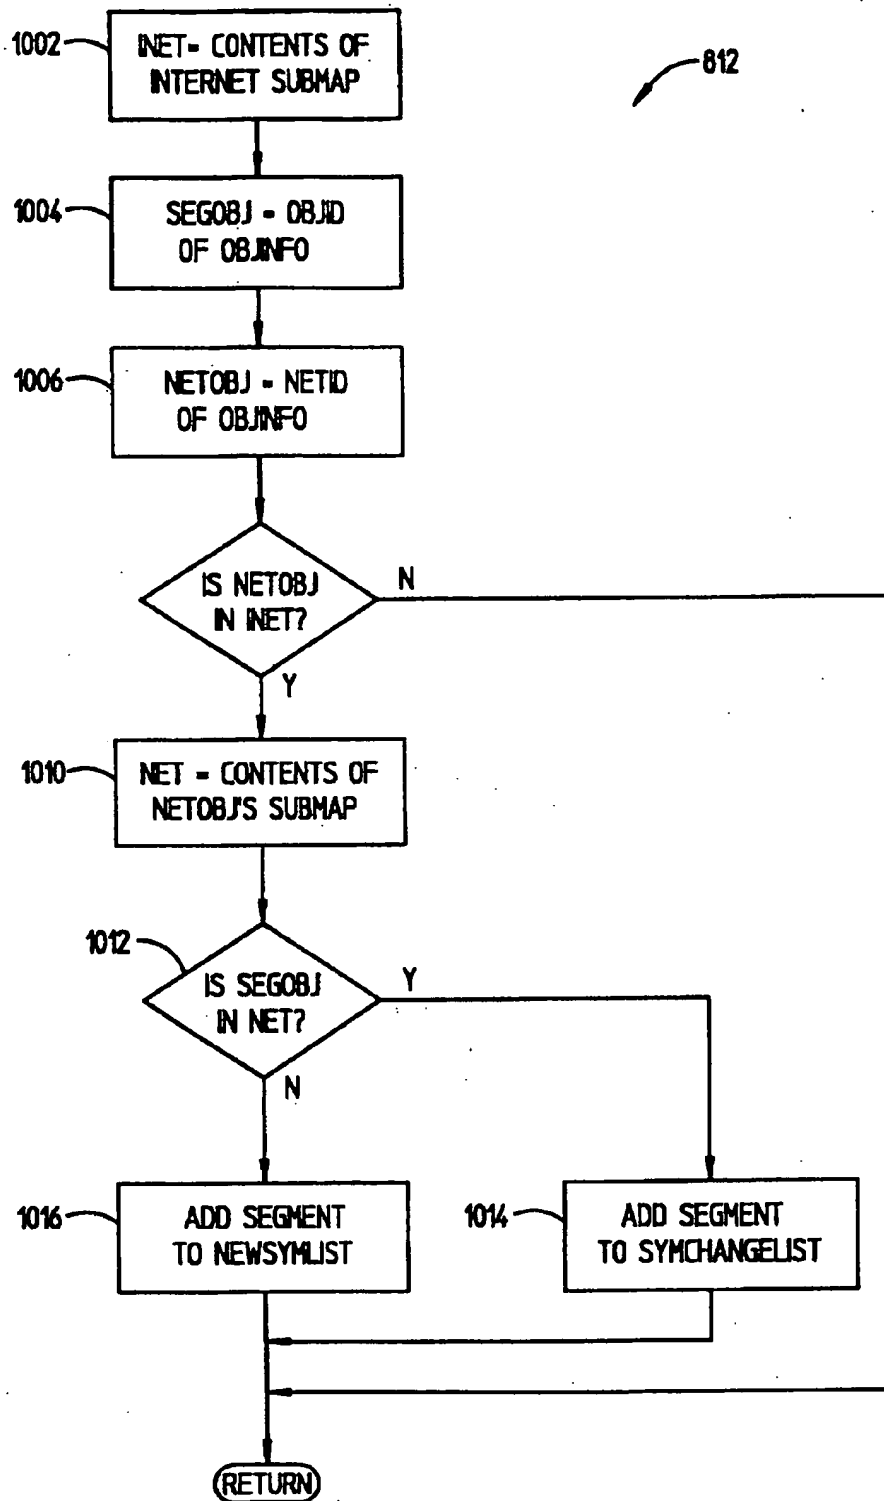 1002
INET= CONTENTS OF
INTERNET SUBMAP
812
1004
SEGOBJ = OBJID
OF OBJINFO
1006
NETOBJ = NETID
OF OBJINFO
IS NETOBJ
IN INET?
N
Y
1010
NET = CONTENTS OF
NETOBJ'S SUBMAP
1012
IS SEGOBJ
IN NET?
Y
N
1016
ADD SEGMENT
TO NEWSYMLIST
1014
ADD SEGMENT
TO SYMCHANGELIST
RETURN